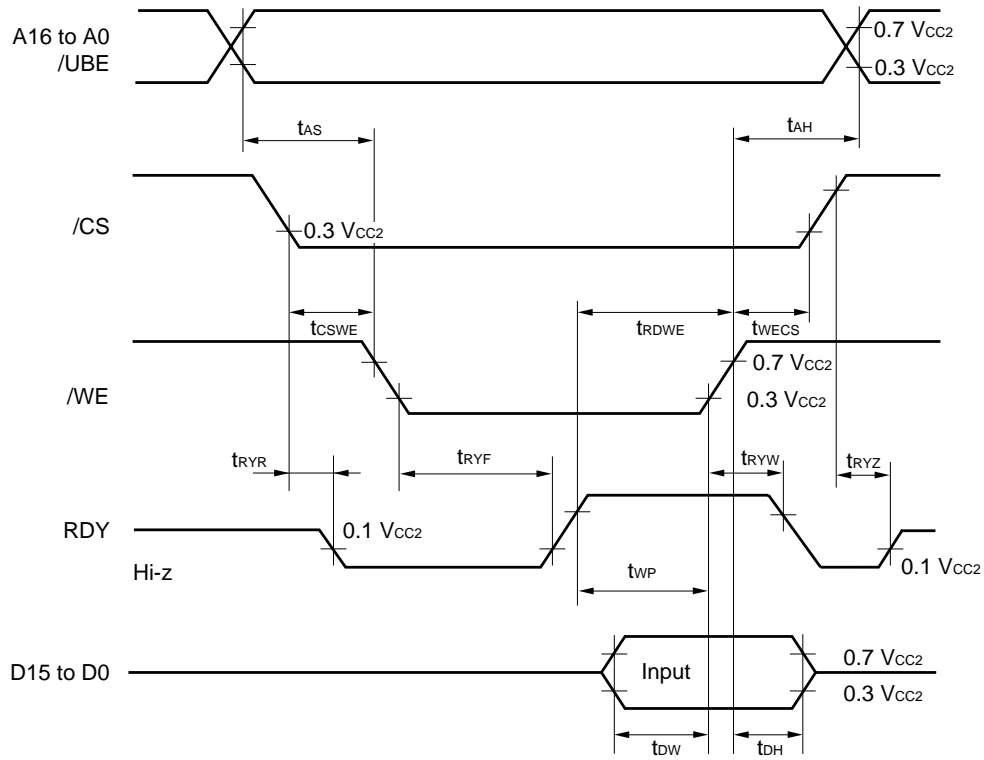 A16 to A0
/UBE
0.7 VCC2
0.3 VCC2
tAS
tAH
/CS
0.3 VCC2
tCSWE
tRDWE
tWECS
/WE
0.7 VCC2
0.3 VCC2
tRYR
tRYF
tRYW
tRYZ
RDY
0.1 VCC2
Hi-z
0.1 VCC2
tWP
D15 to D0
Input
0.7 VCC2
0.3 VCC2
tDW
tDH